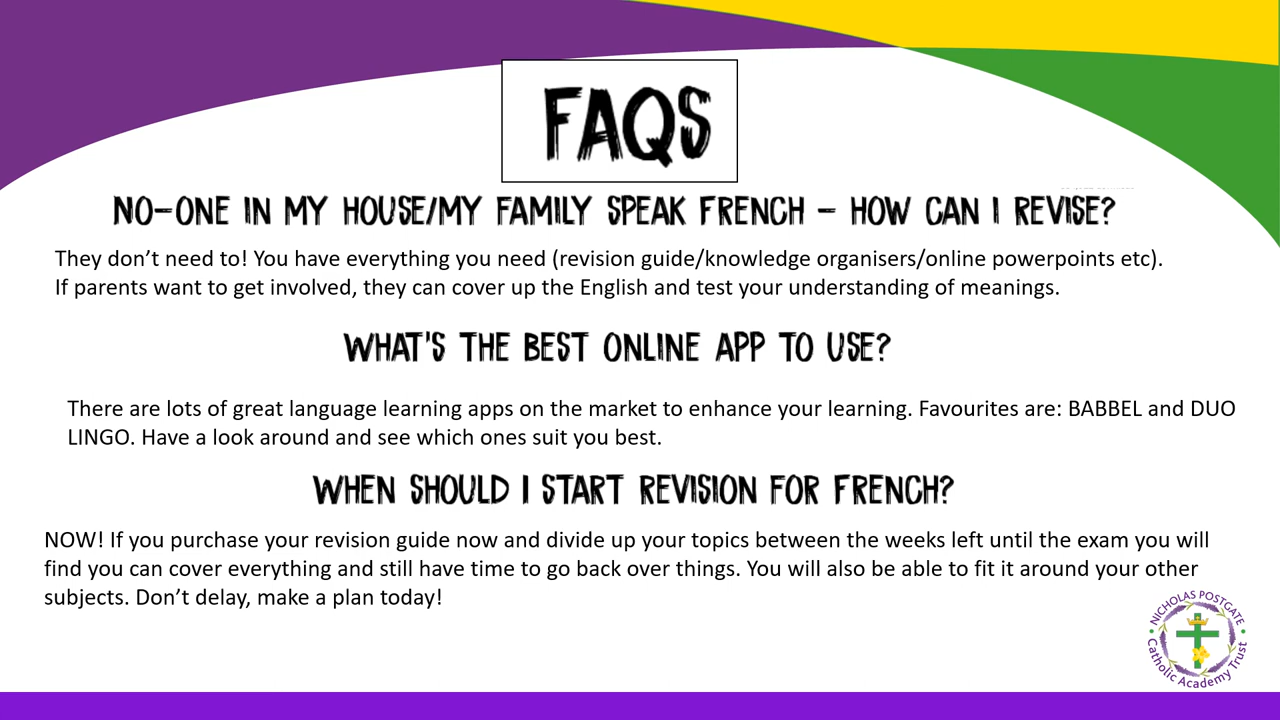 FAQS
NO-ONE IN MY HOUSE/MY FAMILY SPEAK FRENCH - HOW CAN I REVISE?
They don’t need to! You have everything you need (revision guide/knowledge organisers/online powerpoints etc).
If parents want to get involved, they can cover up the English and test your understanding of meanings.
WHAT'S THE BEST ONLINE APP TO USE?
There are lots of great language learning apps on the market to enhance your learning. Favourites are: BABBEL and DUO
LINGO. Have a look around and see which ones suit you best.
WHEN SHOULD I START REVISION FOR FRENCH?
NOW! If you purchase your revision guide now and divide up your topics between the weeks left until the exam you will
find you can cover everything and still have time to go back over things. You will also be able to fit it around your other
subjects. Don’t delay, make a plan today!
NICHOLAS POSTGATE
Catholic Academy Trust